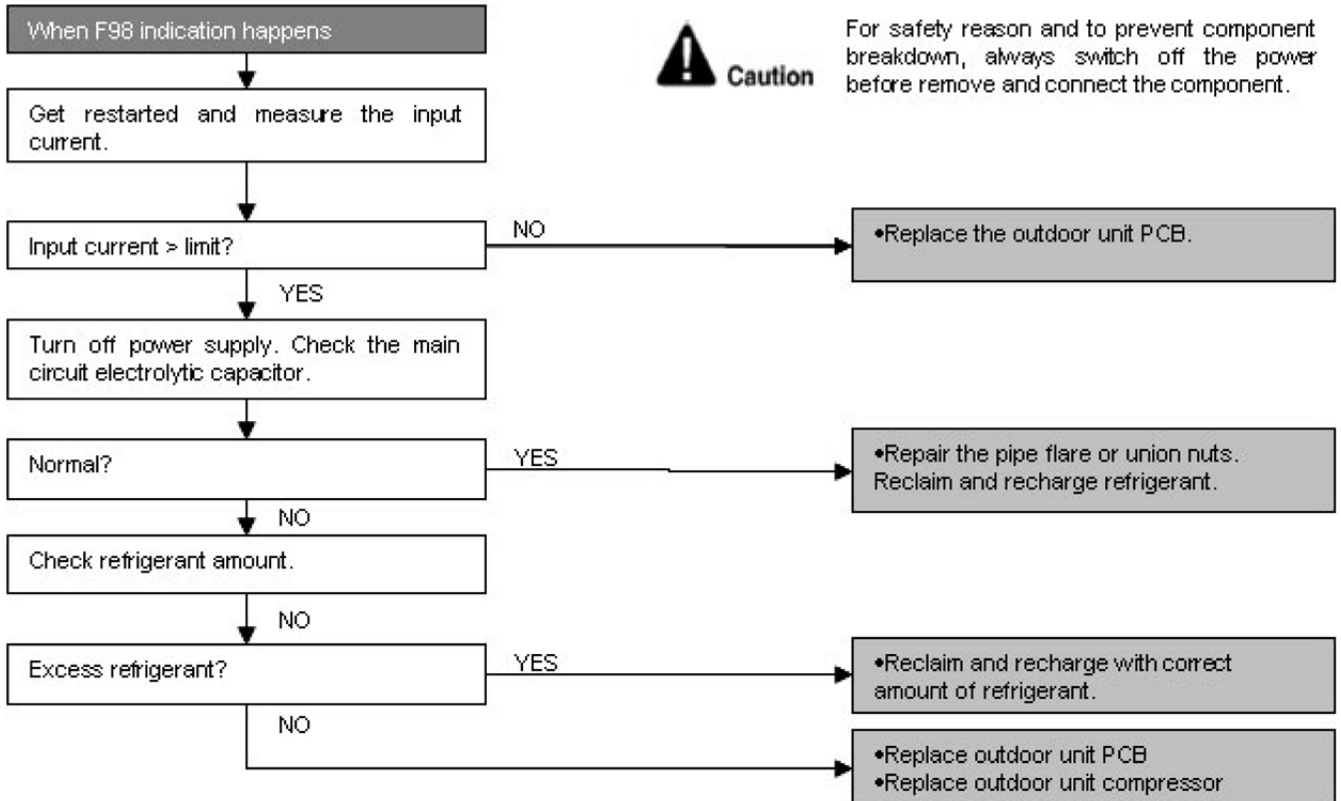 When F98 indication happens
Caution
For safety reason and to prevent component
breakdown, always switch off the power
before remove and connect the component.
Get restarted and measure the input
current.
Input current > limit?
NO
•Replace the outdoor unit PCB.
YES
Turn off power supply. Check the main
circuit electrolytic capacitor.
Normal?
YES
•Repair the pipe flare or union nuts.
Reclaim and recharge refrigerant.
NO
Check refrigerant amount.
NO
Excess refrigerant?
YES
•Reclaim and recharge with correct
amount of refrigerant.
NO
•Replace outdoor unit PCB
•Replace outdoor unit compressor